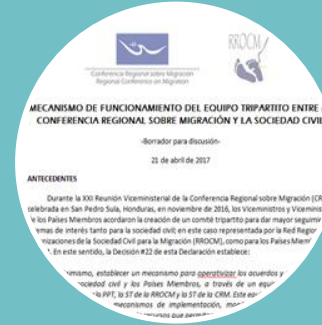 RROCM
Conferencia Regional sobre Migración
Regional Conference on Migration
MECANISMO DE FUNCIONAMIENTO DEL EQUIPO TRIPARTITO ENTRE
CONFERENCIA REGIONAL SOBRE MIGRACIÓN Y LA SOCIEDAD CIVIL
-Borrador para discusión-
21 de abril de 2017
ANTECEDENTES
Durante la XXI Reunión Viceministerial de la Conferencia Regional sobre Migración (CR
celebrada en San Pedro Sula, Honduras, en noviembre de 2016, los Viceministros y Viceminis
los Países Miembros acordaron la creación de un comité tripartito para dar mayor seguimi
temas de interés tanto para la sociedad civil; en este caso representada por la Red Region
nizaciones de la Sociedad Civil para la Migración (RROCM), como para los Países Miem
En este sentido, la Decisión #22 de esta Declaración establece:
mismo, establecer un mecanismo para operativizar los acuerdos y
sociedad civil y los Países Miembros, a través de un equi
la PPT, la ST de la RROCM y la ST de la CRM. Este
mecanismos de implementación,
recursos que